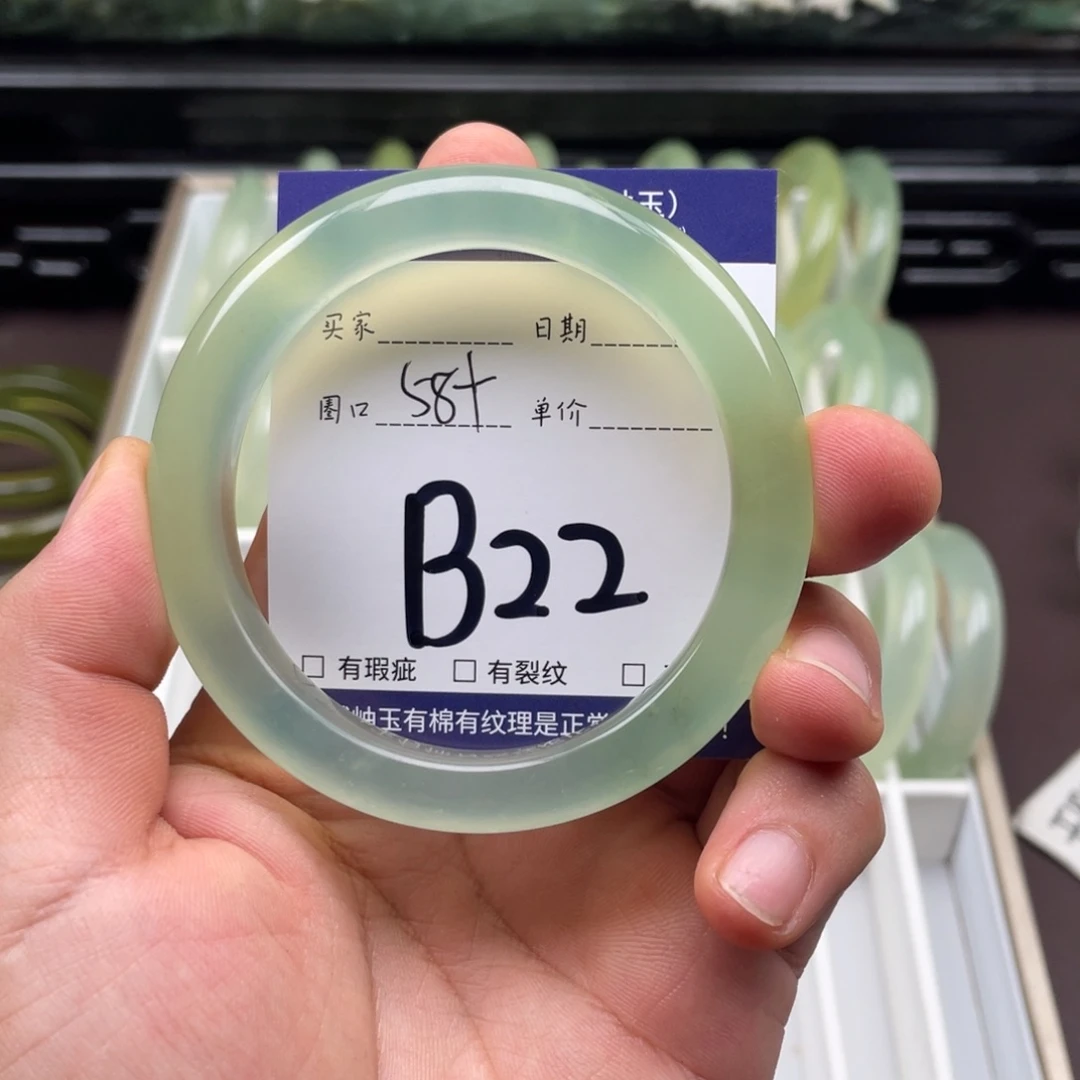 玉）
买家 日期
圈口 58+ 单价
B22
□ 有瑕疵 □ 有裂纹 □
岫玉有棉有纹理是正常 ！